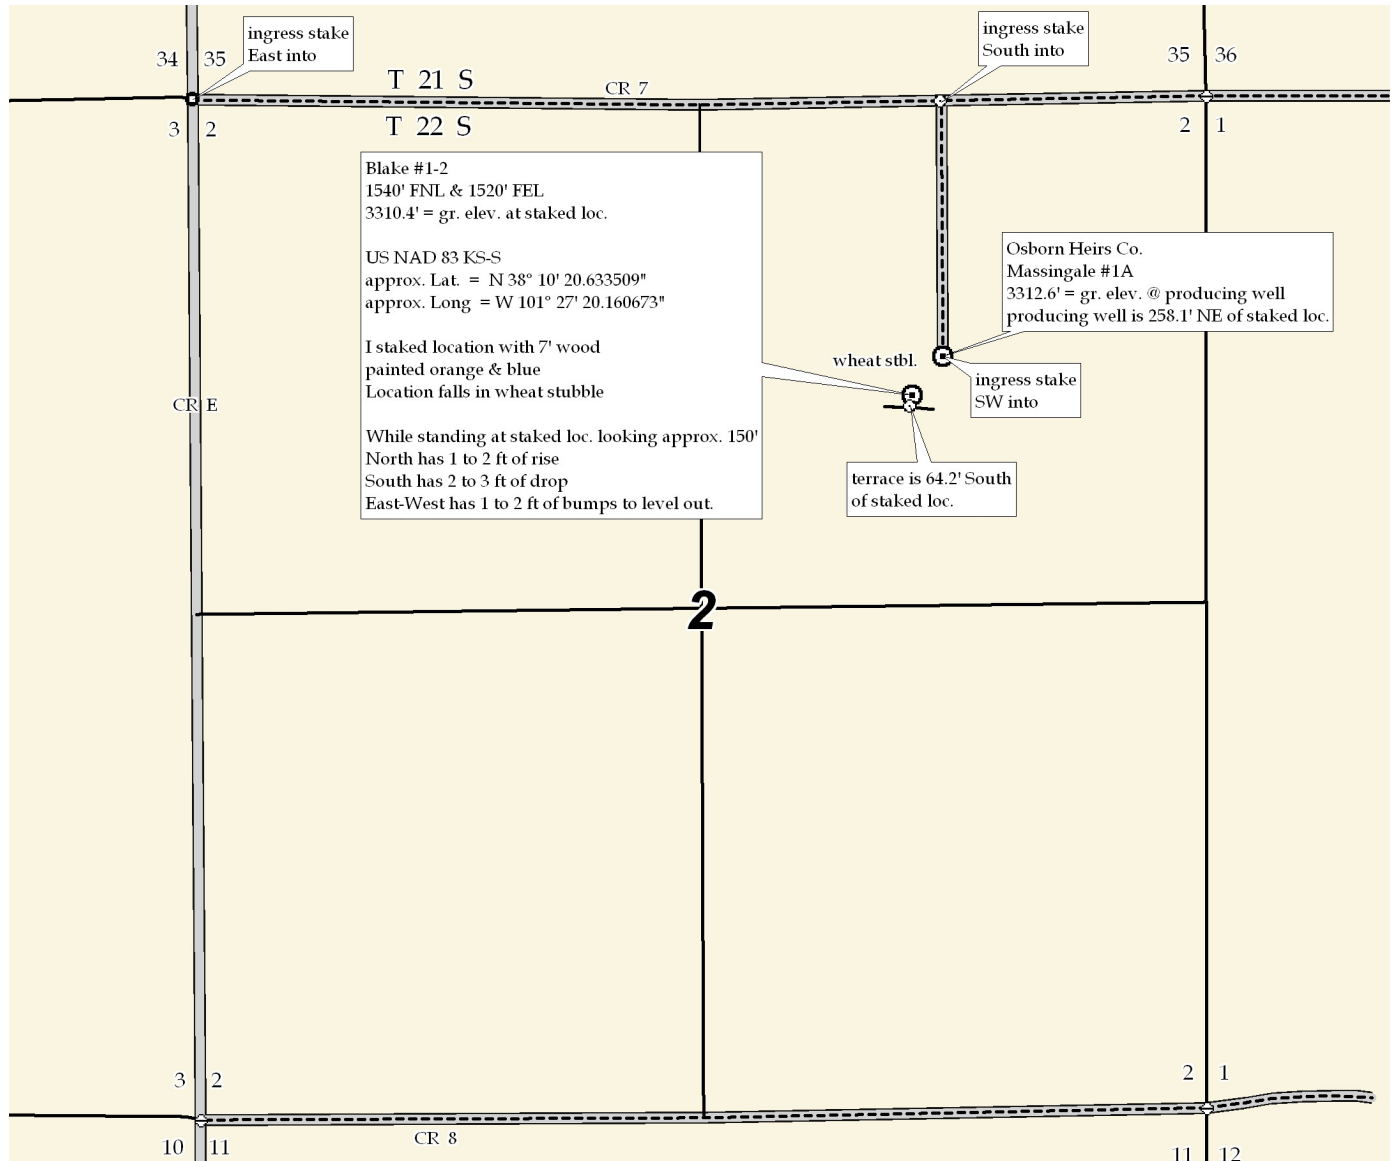 ingress stake
East into
ingress stake
South into
34 35
35 36
T 21 S
CR 7
T 22 S
3 2
2 1
Blake #1-2
1540' FNL & 1520' FEL
3310.4' = gr. elev. at staked loc.
US NAD 83 KS-S
approx. Lat. = N 38° 10' 20.633509"
approx. Long = W 101° 27' 20.160673"
I staked location with 7' wood
painted orange & blue
Location falls in wheat stubble
While standing at staked loc. looking approx. 150'
North has 1 to 2 ft of rise
South has 2 to 3 ft of drop
East-West has 1 to 2 ft of bumps to level out.
Osborn Heirs Co.
Massingale #1A
3312.6' = gr. elev. @ producing well
producing well is 258.1' NE of staked loc.
wheat stbl.
ingress stake
SW into
CR E
terrace is 64.2' South
of staked loc.
2
3 2
2 1
CR 8
10 11
11 12